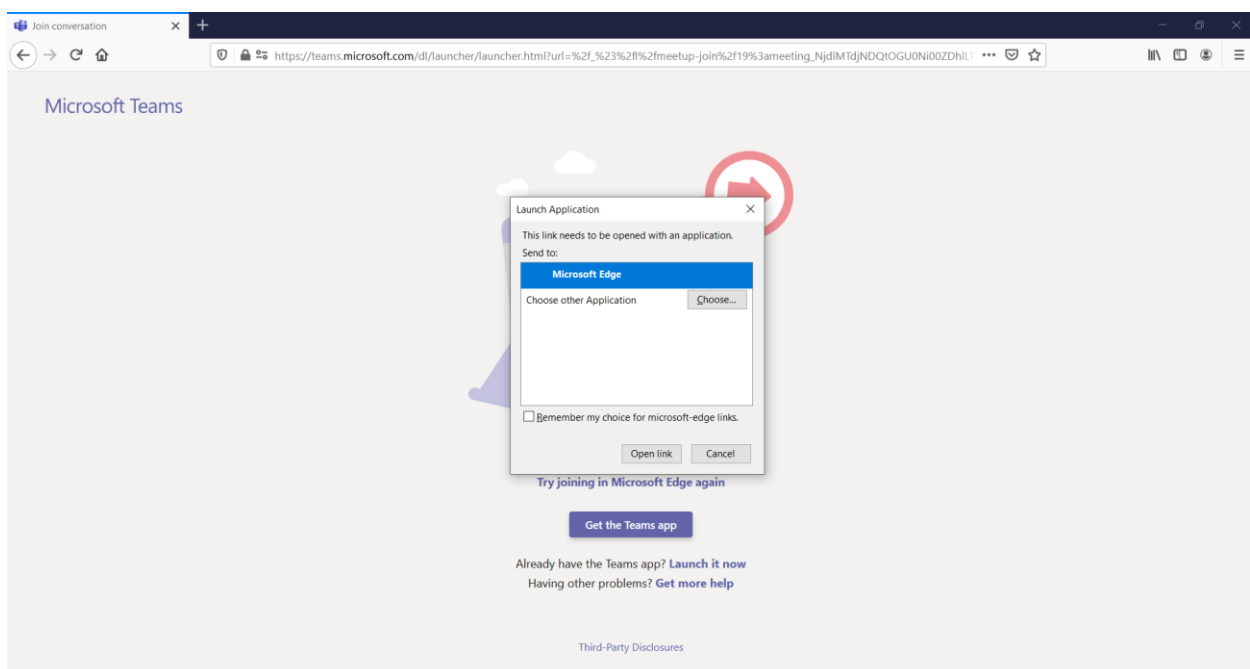 Join conversation
https://teams.microsoft.com/dl/launcher/launcher.html?url=%2f_%23%2fl%2fmeetup-join%2f19%3ameeting_NjdlMTdjNDQtOGU0Ni00ZDhlL
Microsoft Teams
Launch Application
This link needs to be opened with an application.
Send to:
Microsoft Edge
Choose other Application Choose...
Remember my choice for microsoft-edge links.
Open link Cancel
Try joining in Microsoft Edge again
Get the Teams app
Already have the Teams app? Launch it now
Having other problems? Get more help
Third-Party Disclosures